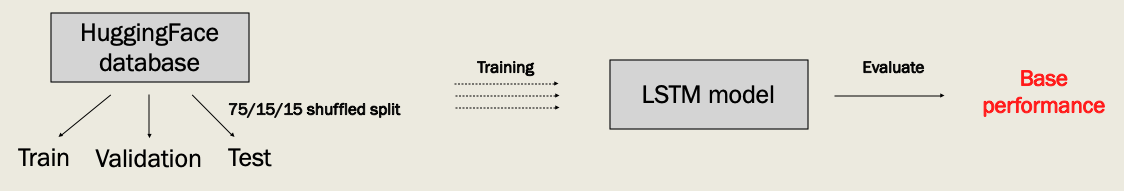 HuggingFace
database
75/15/15 shuffled split
Train Validation Test
Training
LSTM model
Evaluate
Base
performance